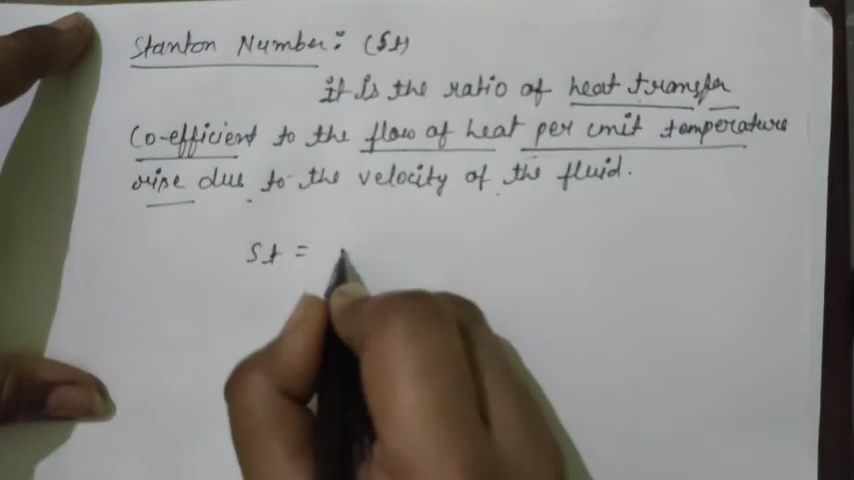 Stanton Number: (St)
it is the ratio of heat transfer
Co-efficient to the flow of heat per unit temperature
rise due to the velocity of the fluid.
St =